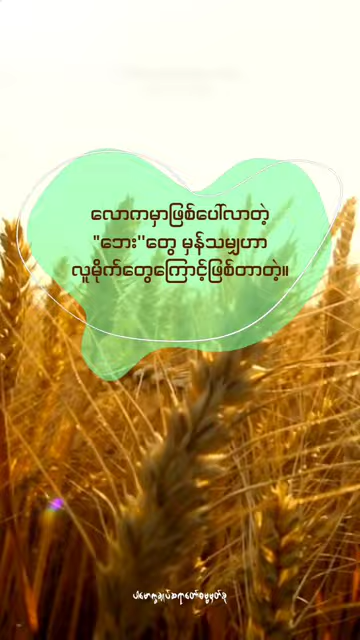 လောကမှာဖြစ်ပေါ်လာတဲ့
"ဘေး"တွေ မှန်သမျှဟာ
လူမိုက်တွေကြောင့်ဖြစ်တာတဲ့။